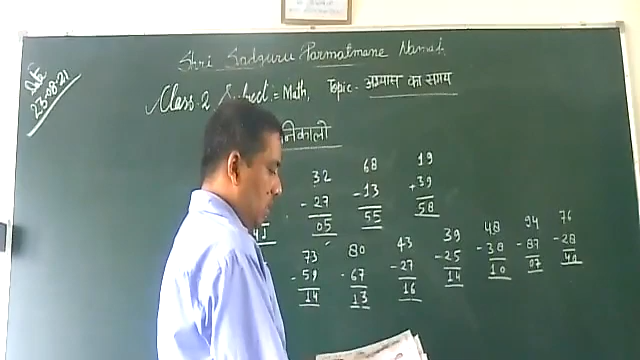 Date
23.08.21
Shri Sadguru Parmatmane Namah
Class-2 Subject:- Math, Topic- अभ्यास का समय
निकालो
32 68 19
- 27 - 13 + 39
05 55 58
41
73 80 43 39 48 94 76
- 59 - 67 - 27 - 25 - 38 - 87 - 28
14 13 16 14 10 07 48